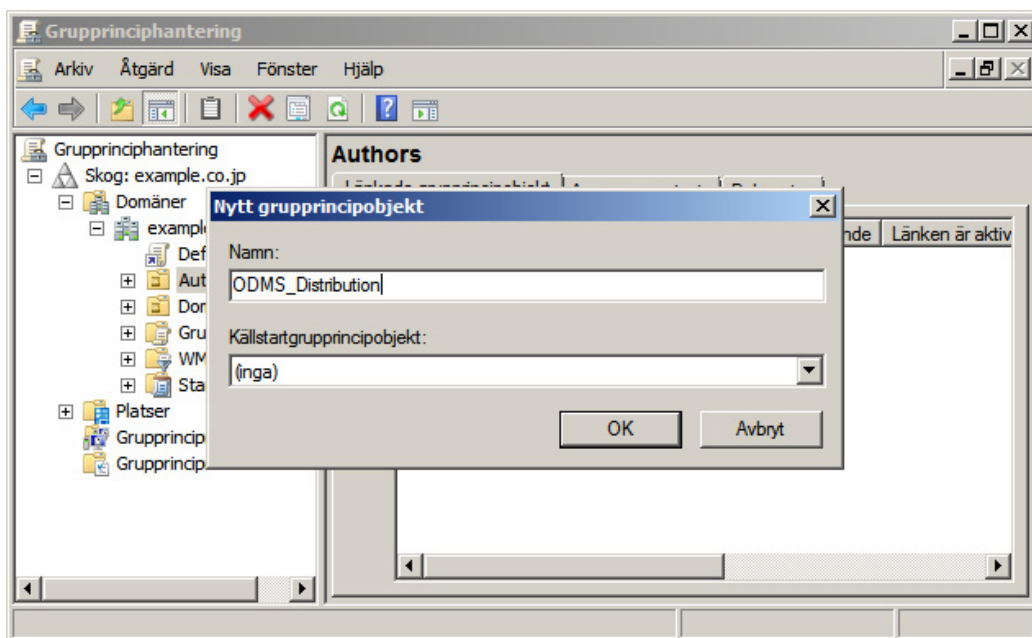 Grupprinciphantering
Arkiv Åtgärd Visa Fönster Hjälp
Grupprinciphantering
Skog: example.co.jp
Domäner
Platser
Authors
Nytt grupprincipobjekt
Namn:
ODMS_Distribution
Källstartgrupprincipobjekt:
(inga)
OK Avbryt
Länken är aktiv